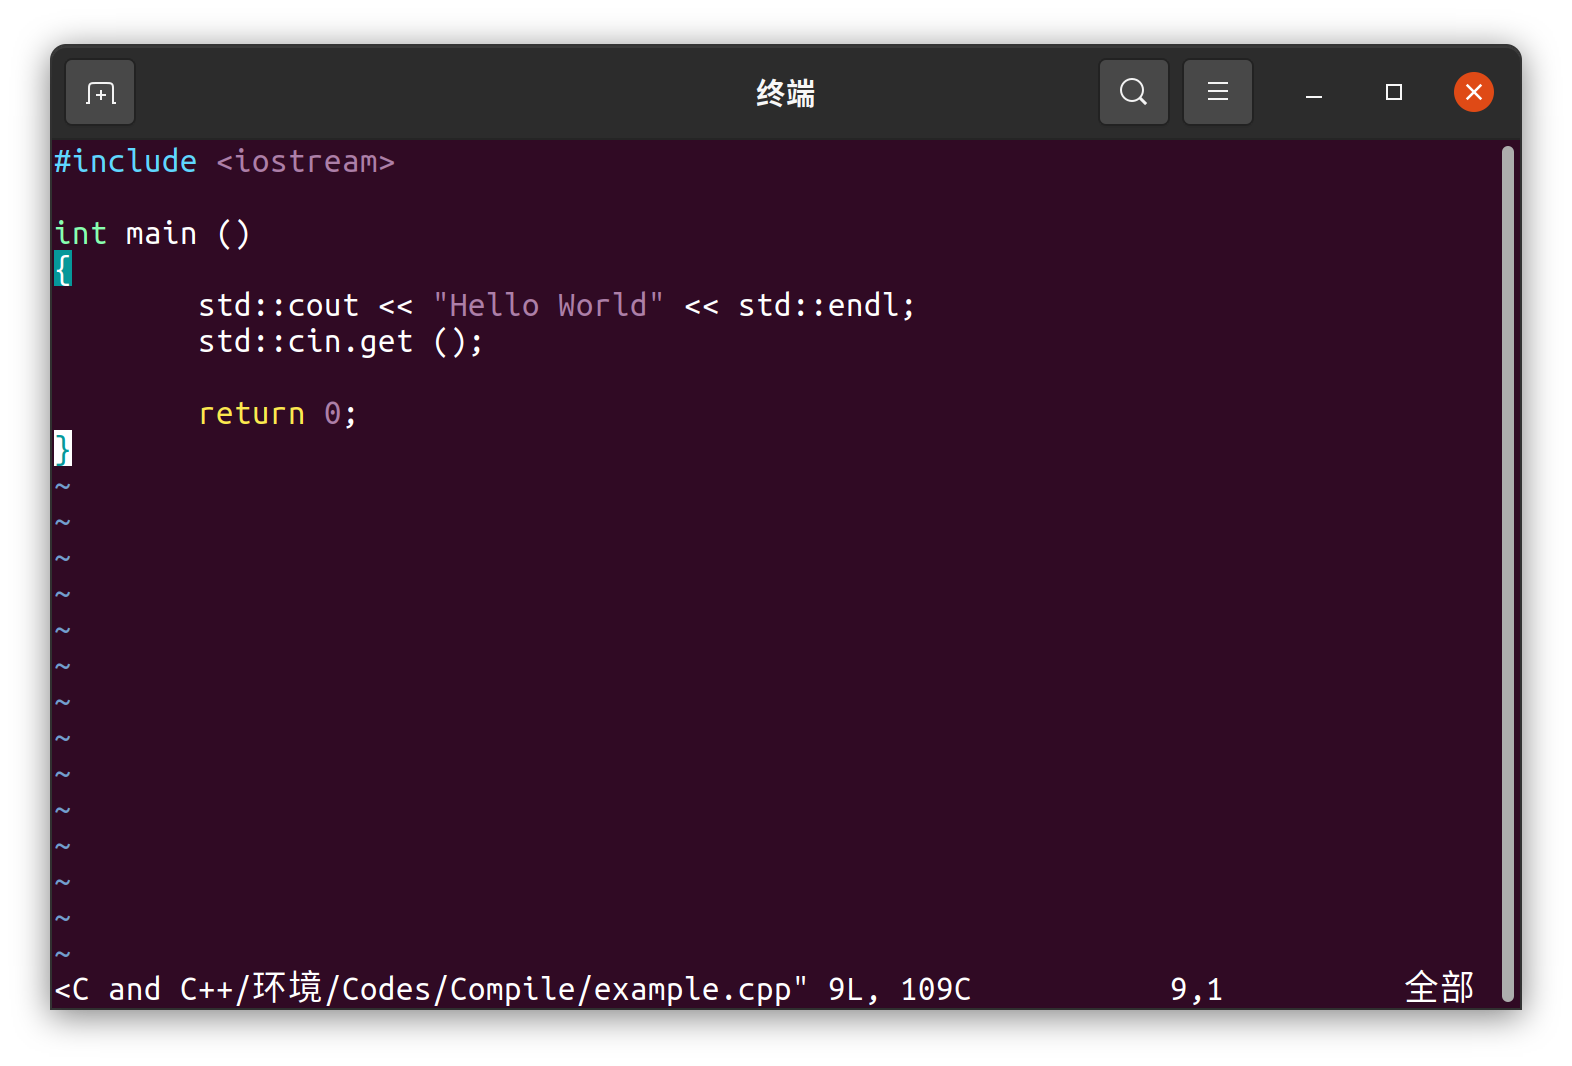 终端
#include <iostream>
int main ()
{
std::cout << "Hello World" << std::endl;
std::cin.get ();
return 0;
}
~
~
~
~
~
~
~
~
~
~
~
~
~
~
<C and C++/环境/Codes/Compile/example.cpp" 9L, 109C 9,1 全部